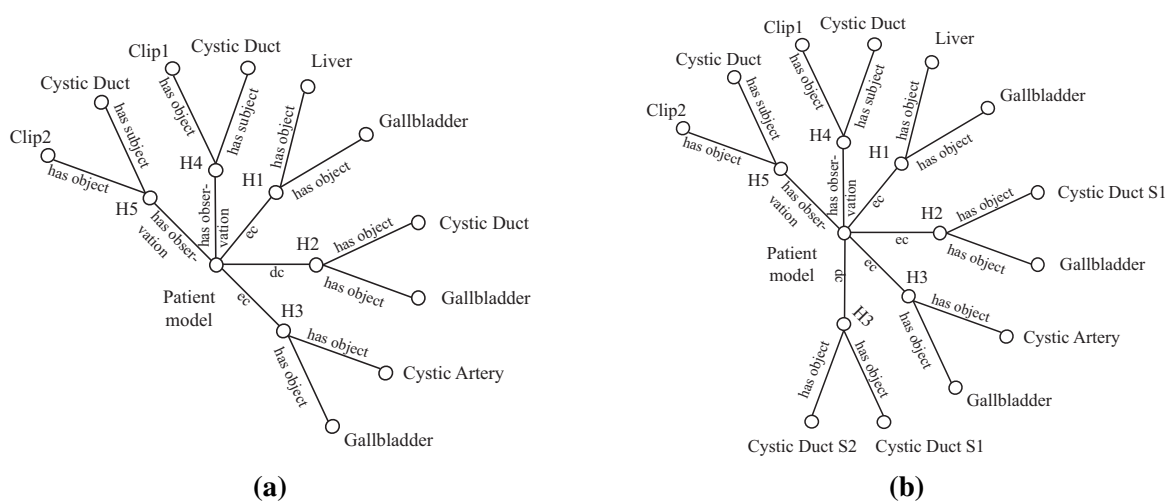 Clip1
Cystic Duct
Liver
Cystic Duct
Gallbladder
Clip2
has object
has subject
has object
has subject
has object
has object
H4
H1
H5
has obser-
vation
has obser-
vation
ec
H2
has object
Cystic Duct
dc
has object
Gallbladder
Patient
model
ec
H3
has object
Cystic Artery
has object
Gallbladder
(a)
Clip1
Cystic Duct
Liver
Cystic Duct
Gallbladder
Clip2
has object
has subject
has object
has subject
has object
has object
H4
H1
H5
has obser-
vation
has obser-
vation
ec
H2
has object
Cystic Duct S1
ec
has object
Gallbladder
Patient
model
dc
ec
H3
has object
Cystic Artery
has object
Gallbladder
H3
has object
has object
Cystic Duct S2
Cystic Duct S1
(b)